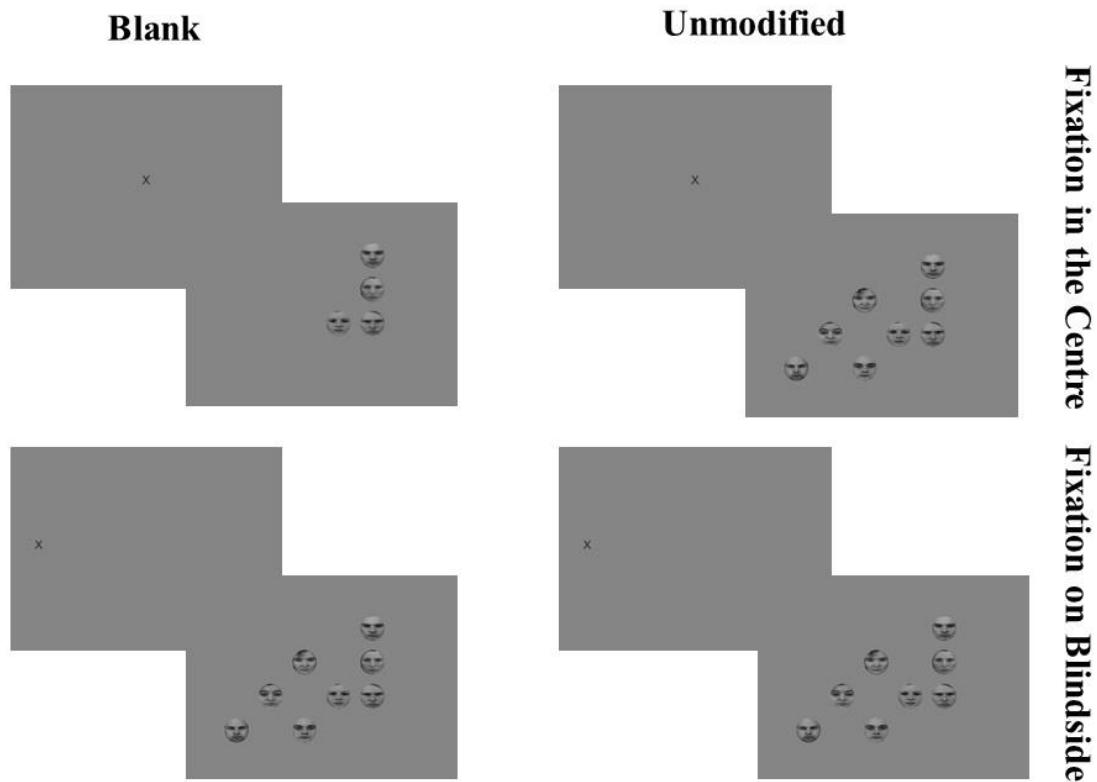 Blank
Unmodified
Fixation in the Centre
x
x
Fixation on Blindside
x
x